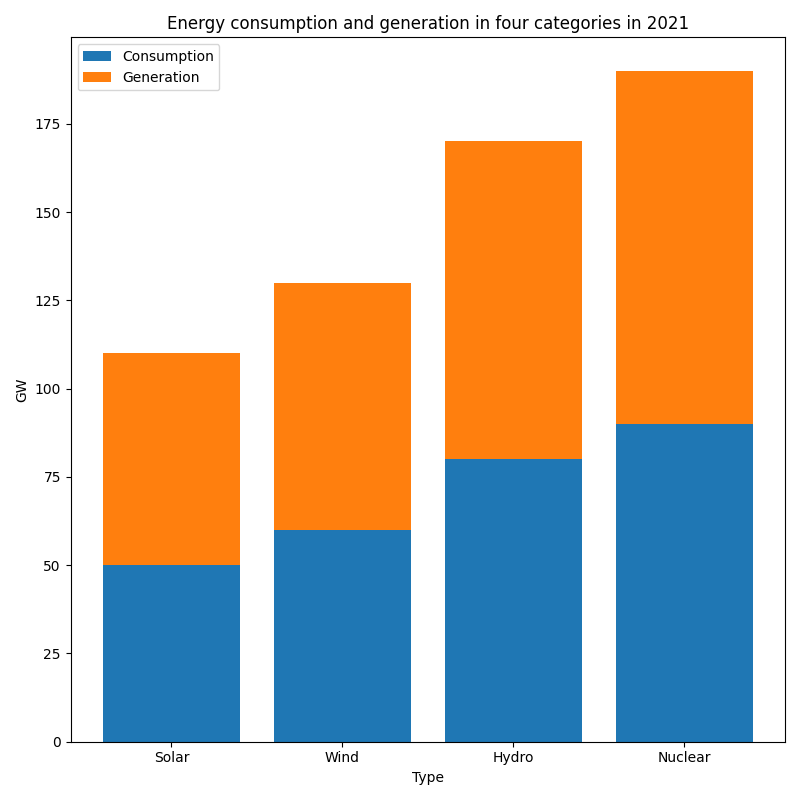 Energy consumption and generation in four categories in 2021
Consumption
Generation
GW
175
150
125
100
75
50
25
0
Solar
Wind
Hydro
Nuclear
Type